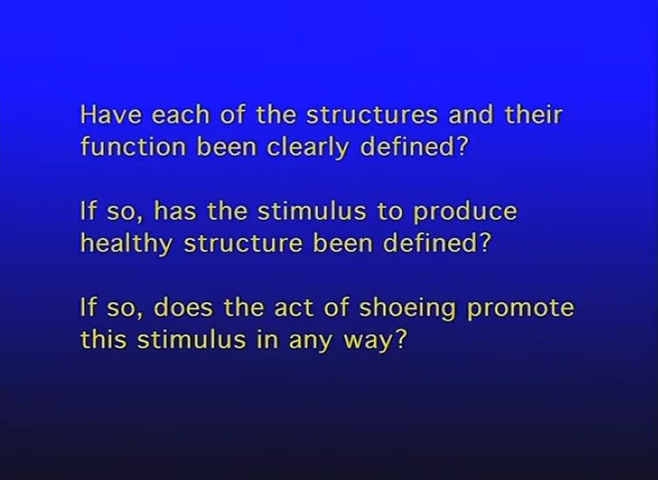 Have each of the structures and their
function been clearly defined?
If so, has the stimulus to produce
healthy structure been defined?
If so, does the act of shoeing promote
this stimulus in any way?